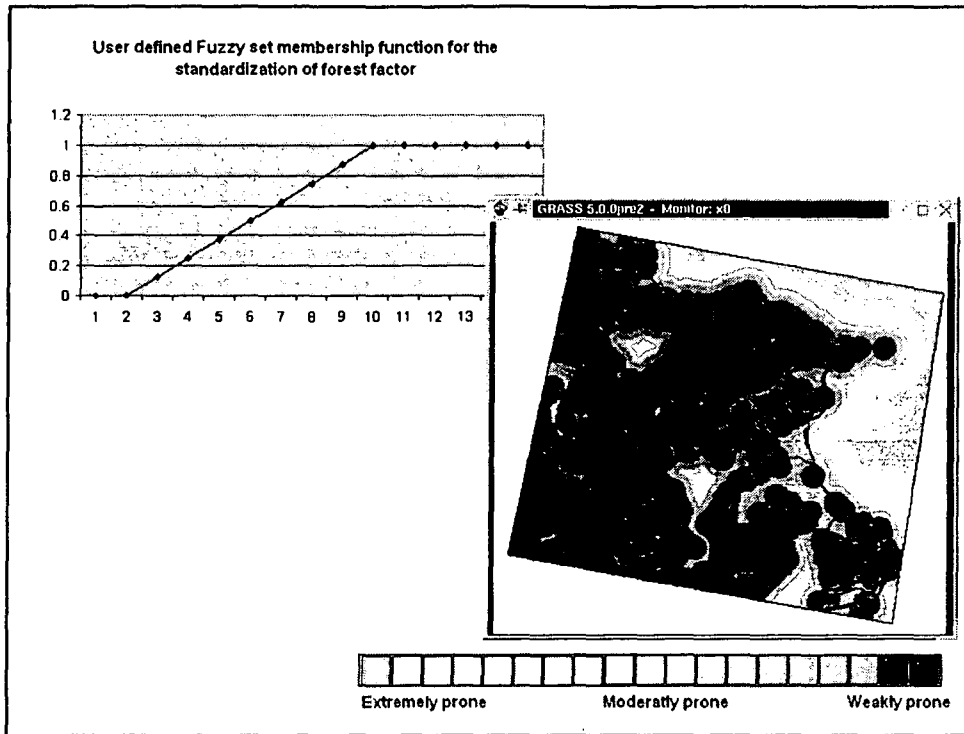 User defined Fuzzy set membership function for the
standardization of forest factor
1.2
1
0.8
0.6
0.4
0.2
0
1 2 3 4 5 6 7 8 9 10 11 12 13
GRASS 5.0.0pre2 - Monitor: x0
Extremely prone Moderatly prone Weakly prone